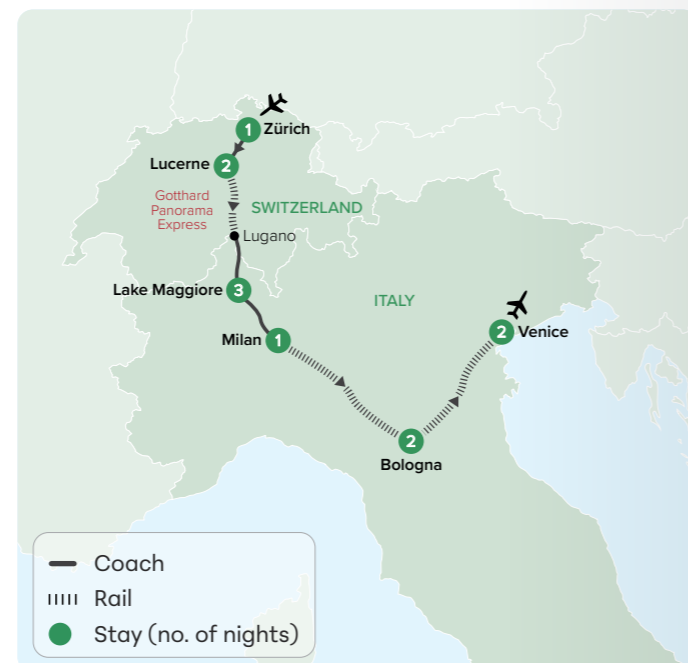 1 Zürich
Lucerne 2
Gotthard
Panorama
Express
SWITZERLAND
Lugano
Lake Maggiore 3
ITALY
Milan 1
2 Venice
2
Bologna
Coach
Rail
Stay (no. of nights)